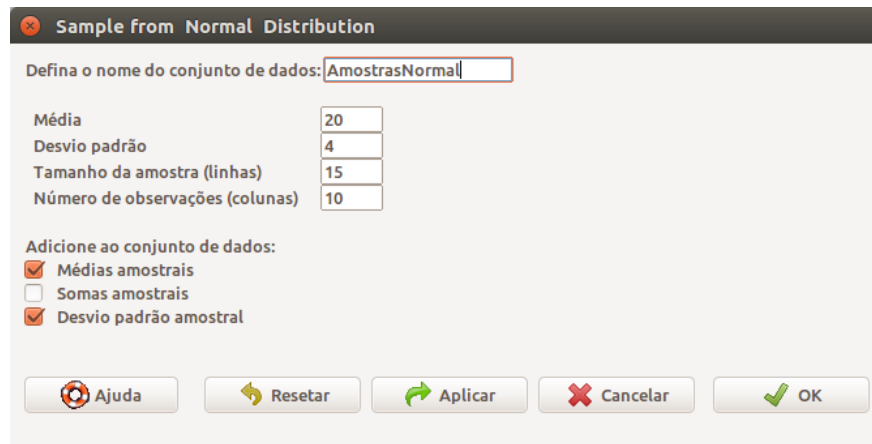 Sample from Normal Distribution
Defina o nome do conjunto de dados: AmostrasNormal
Média 20
Desvio padrão 4
Tamanho da amostra (linhas) 15
Número de observações (colunas) 10
Adicione ao conjunto de dados:
Médias amostrais
Somas amostrais
Desvio padrão amostral
Ajuda Resetar Aplicar Cancelar OK